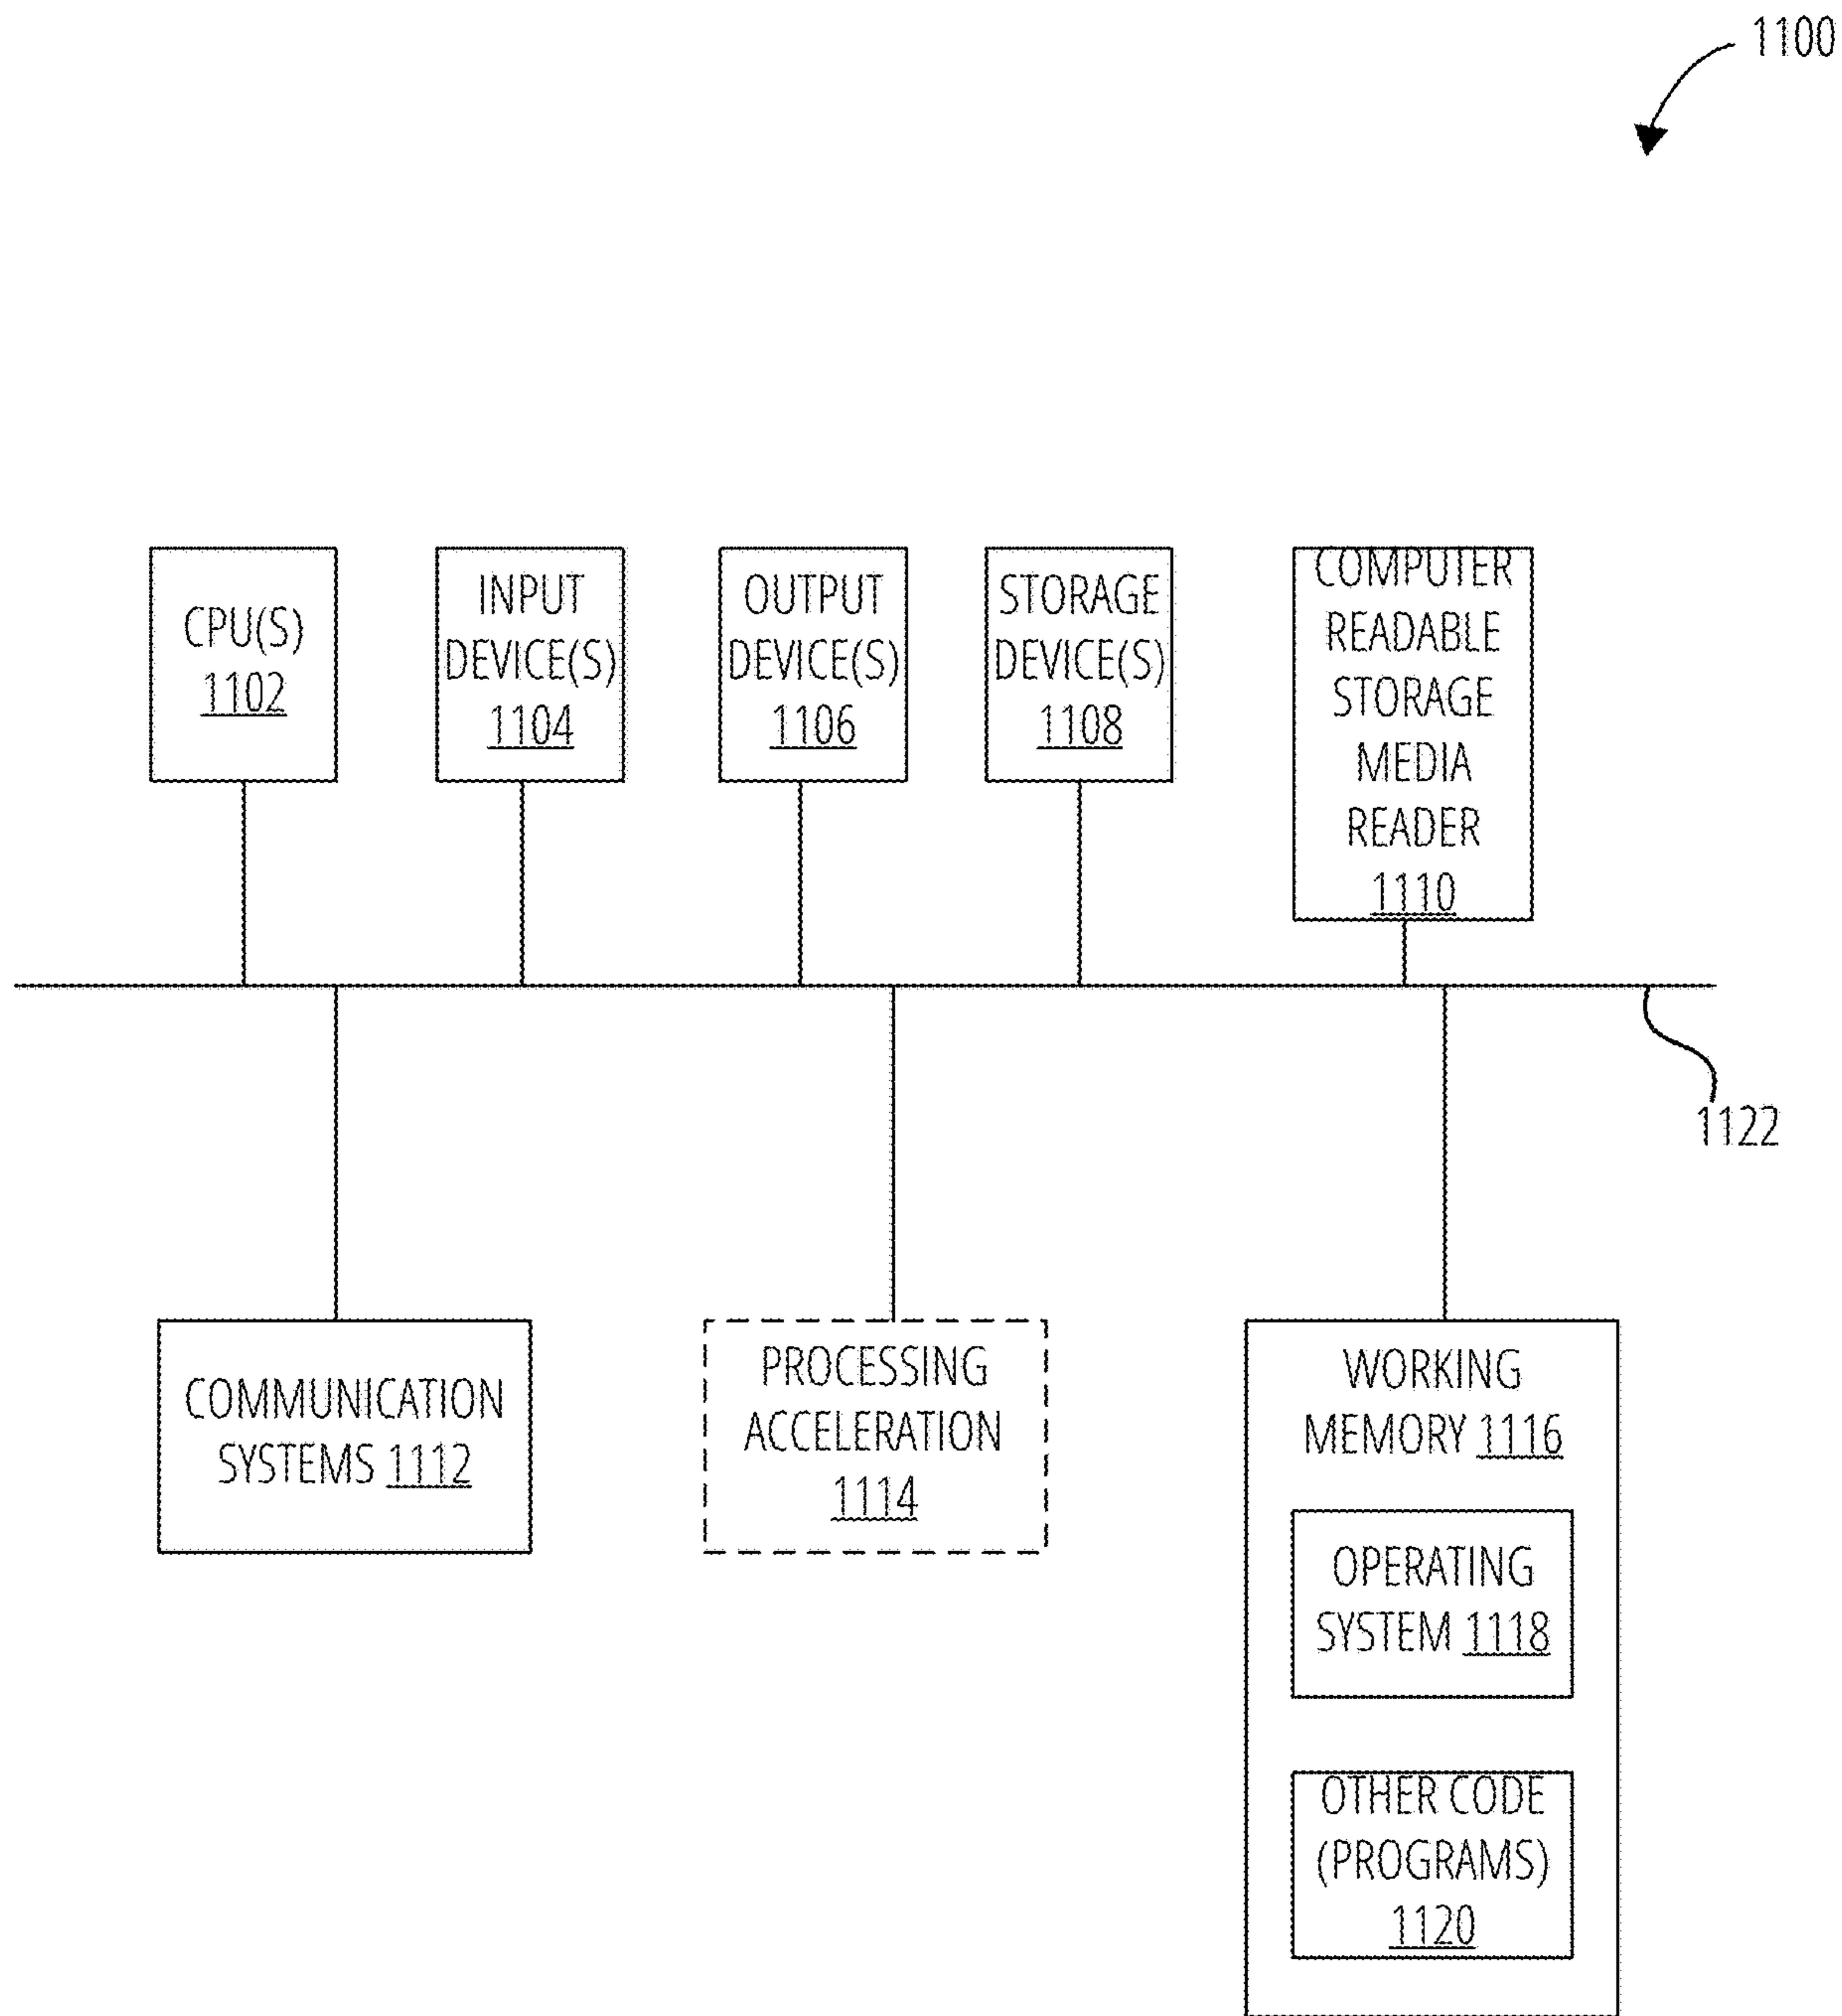 1100
CPU(S)
1102
INPUT
DEVICE(S)
1104
OUTPUT
DEVICE(S)
1106
STORAGE
DEVICE(S)
1108
COMPUTER
READABLE
STORAGE
MEDIA
READER
1110
1122
COMMUNICATION
SYSTEMS 1112
PROCESSING
ACCELERATION
1114
WORKING
MEMORY 1116
OPERATING
SYSTEM 1118
OTHER CODE
(PROGRAMS)
1120